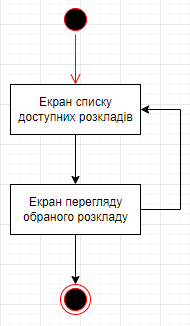 Екран списку
доступних розкладів
Екран перегляду
обраного розкладу